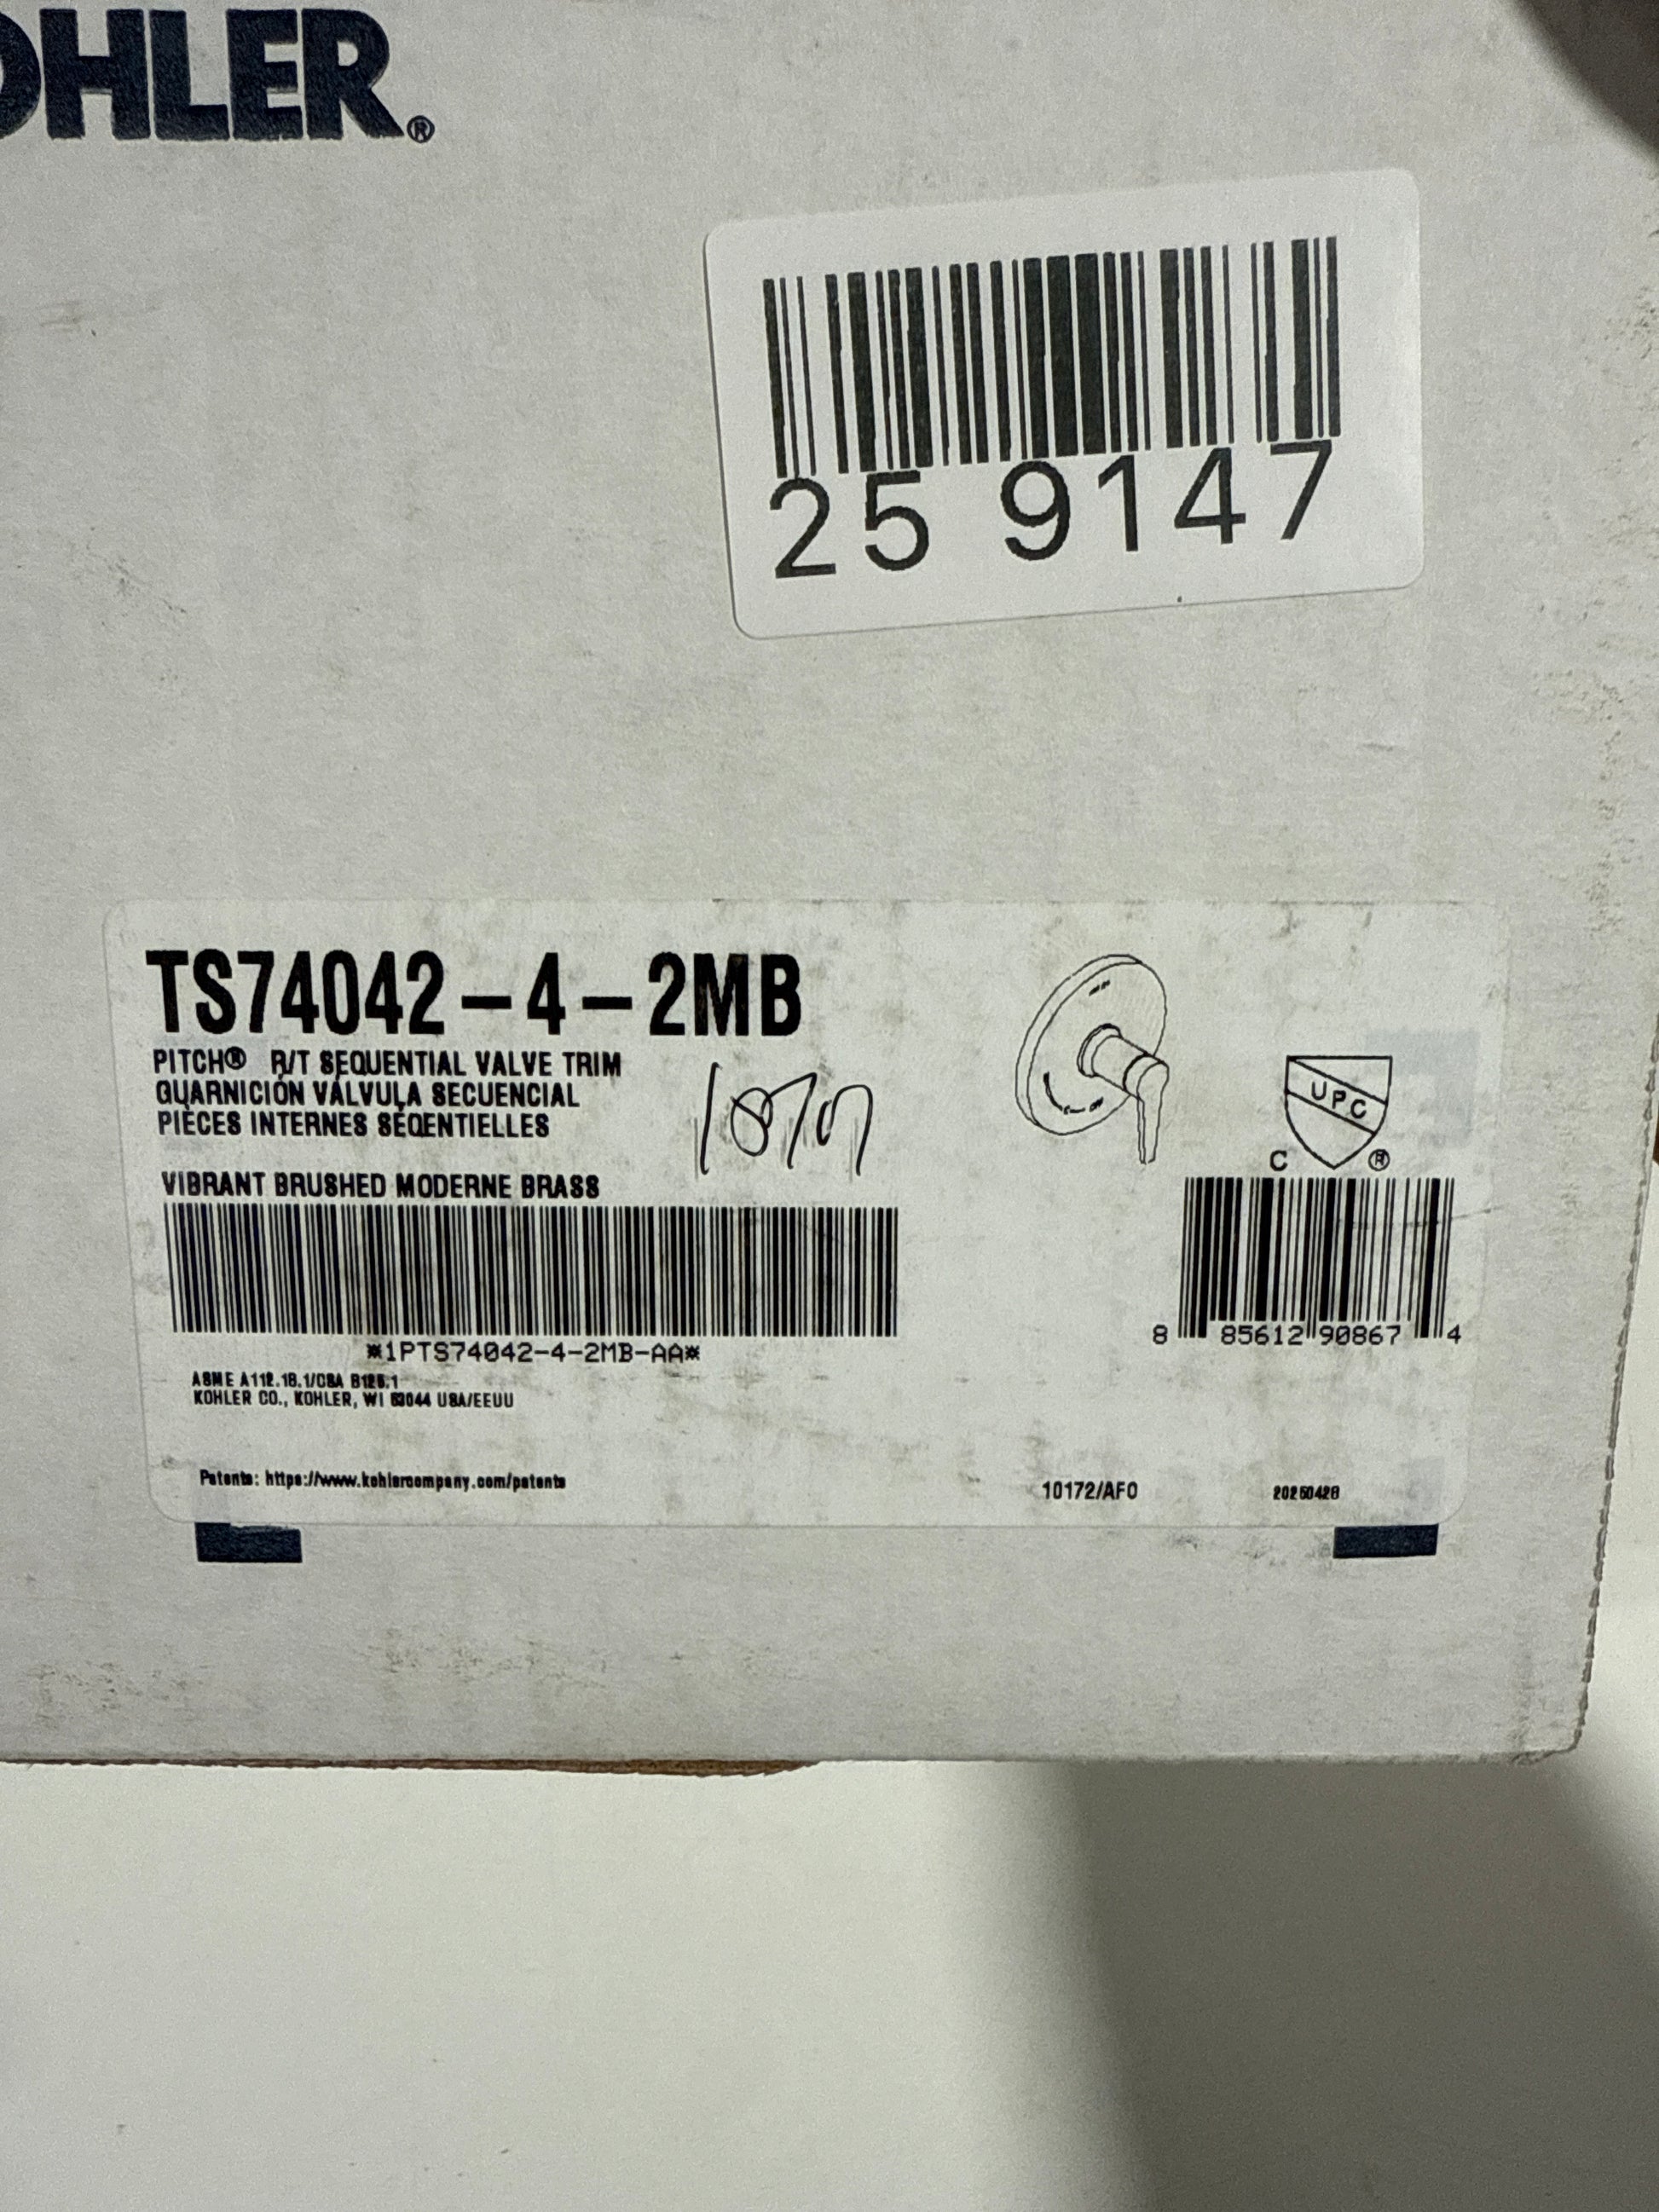 OHLER®
25 9147
TS74042-4-2MB
PITCH® R/T SEQUENTIAL VALVE TRIM
GUARNICIÓN VÁLVULA SECUENCIAL
PIÈCES INTERNES SÉQENTIELLES
VIBRANT BRUSHED MODERNE BRASS
UPC
C ®
*1PTS74042-4-2MB-AA*
8 85612 90867 4
ASME A112.18.1/CSA B125.1
KOHLER CO., KOHLER, WI 53044 USA/EEUU
Patents: https://www.kohlercompany.com/patents
10172/AF0
20250428